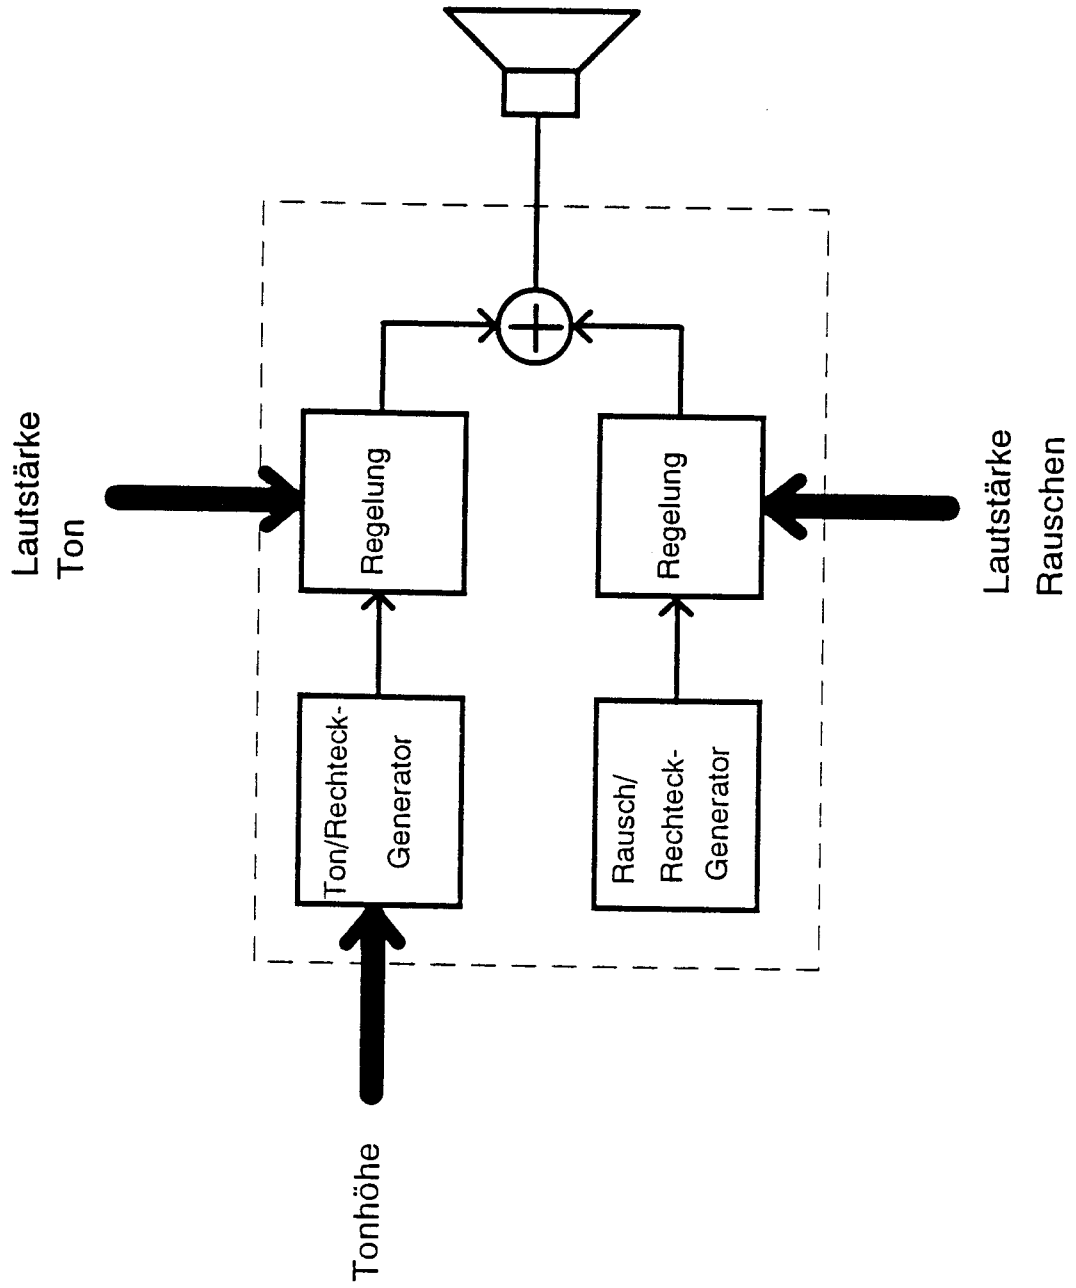 Lautstärke
Ton
Tonhöhe
Ton/Rechteck-
Generator
Regelung
Rausch/
Rechteck-
Generator
Regelung
Lautstärke
Rauschen